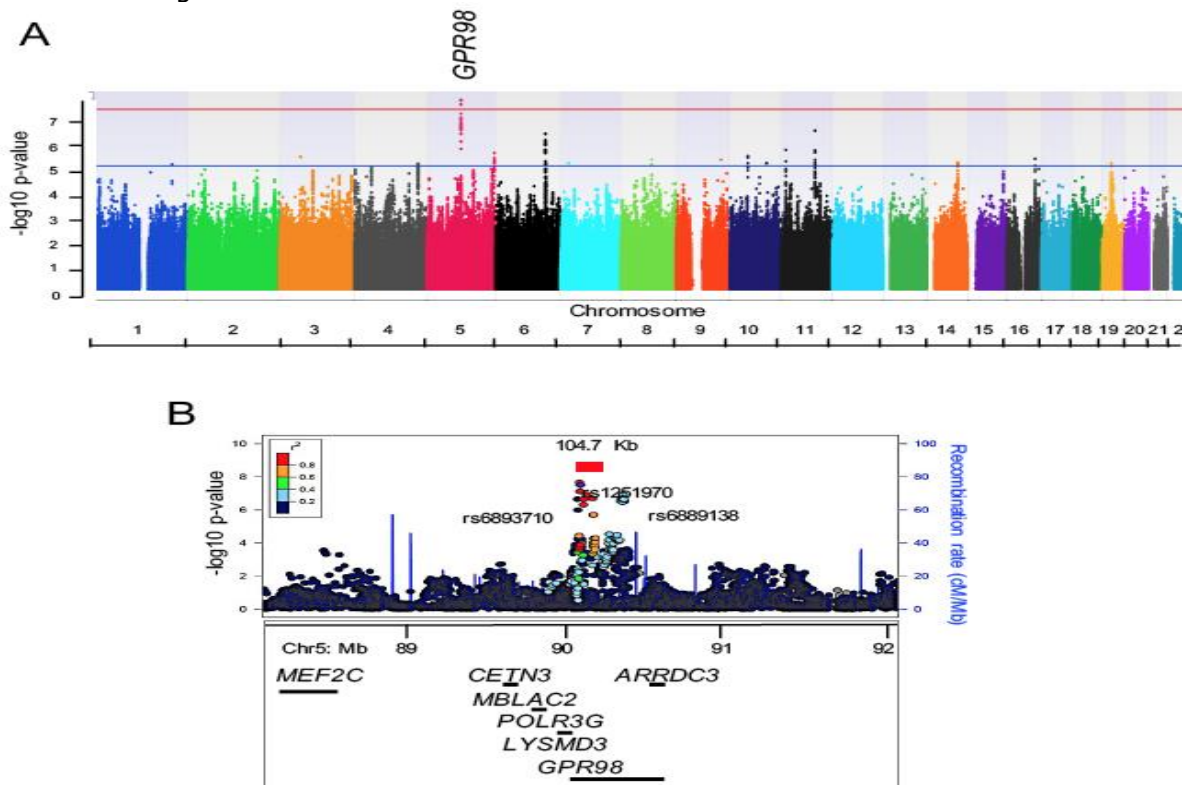 A
GPR98
-log10 p-value
7
6
5
4
3
2
1
0
Chromosome
1 2 3 4 5 6 7 8 9 10 11 12 13 14 15 16 17 18 19 20 21 2
B
104.7 Kb
r²
0.8
0.6
0.4
0.2
10
8
6
4
2
0
-log10 p-value
rs1251970
rs6893710
rs6889138
100
80
60
40
20
0
Recombination rate (cM/Mb)
Chr5: Mb 89 90 91 92
MEF2C CETN3 ARRDC3
MBLAC2
POLR3G
LYSMD3
GPR98